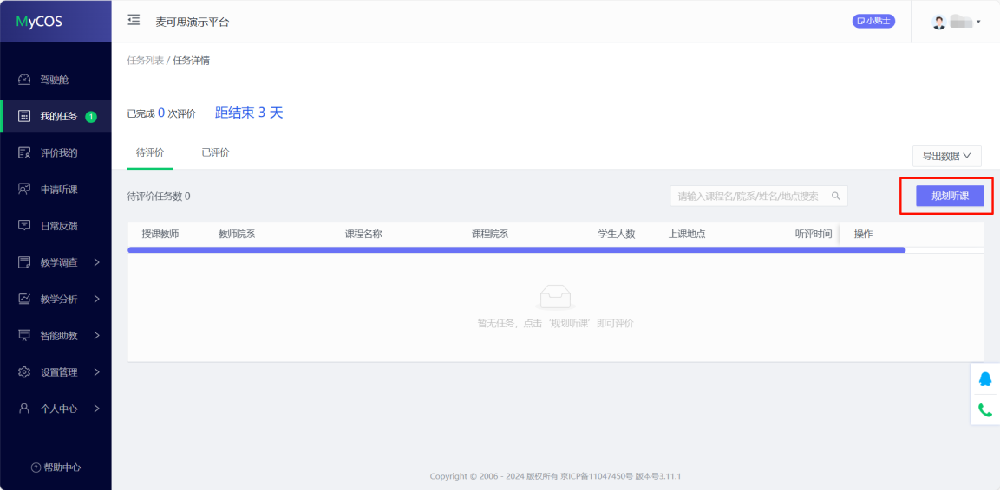 MyCOS
麦可思演示平台
小贴士
任务列表 / 任务详情
驾驶舱
我的任务 1
评价我的
申请听课
日常反馈
教学调查
教学分析
智能助教
设置管理
个人中心
帮助中心
已完成 0 次评价 距结束 3 天
待评价 已评价
导出数据
待评价任务数 0
请输入课程名/院系/姓名/地点搜索
规划听课
授课教师 教师院系 课程名称 课程院系 学生人数 上课地点 听评时间 操作
暂无任务，点击“规划听课”即可评价
Copyright © 2006 - 2024 版权所有 京ICP备11047450号 版本号3.11.1